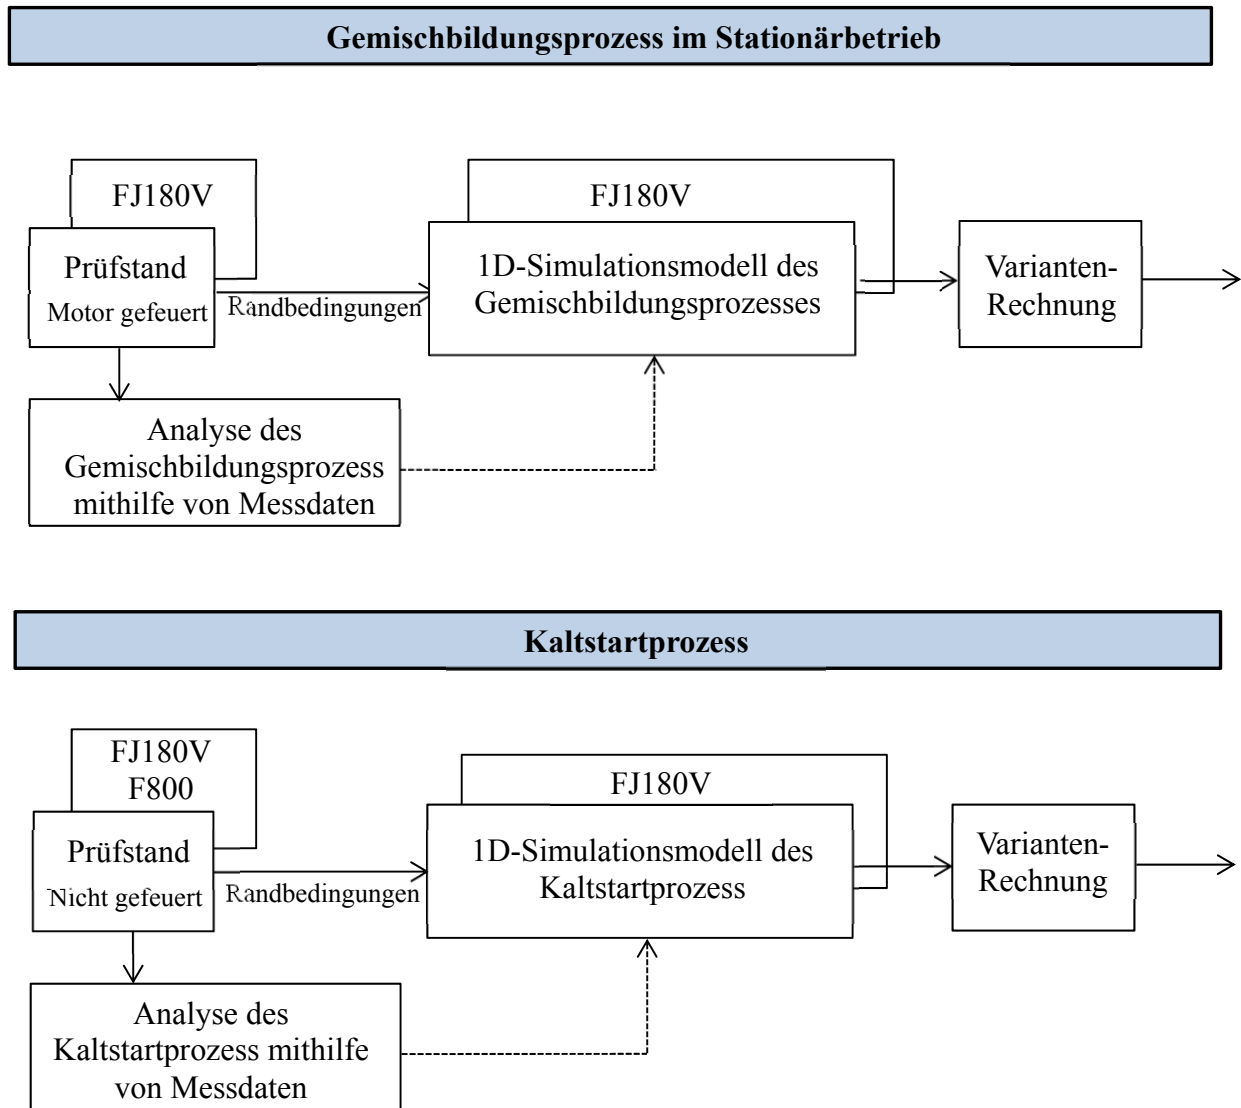 Gemischbildungsprozess im Stationärbetrieb
FJ180V
Prüfstand
Motor gefeuert
Randbedingungen
FJ180V
1D-Simulationsmodell des
Gemischbildungsprozesses
Varianten-
Rechnung
Analyse des
Gemischbildungsprozess
mithilfe von Messdaten
Kaltstartprozess
FJ180V
F800
Prüfstand
Nicht gefeuert
Randbedingungen
FJ180V
1D-Simulationsmodell des
Kaltstartprozess
Varianten-
Rechnung
Analyse des
Kaltstartprozess mithilfe
von Messdaten